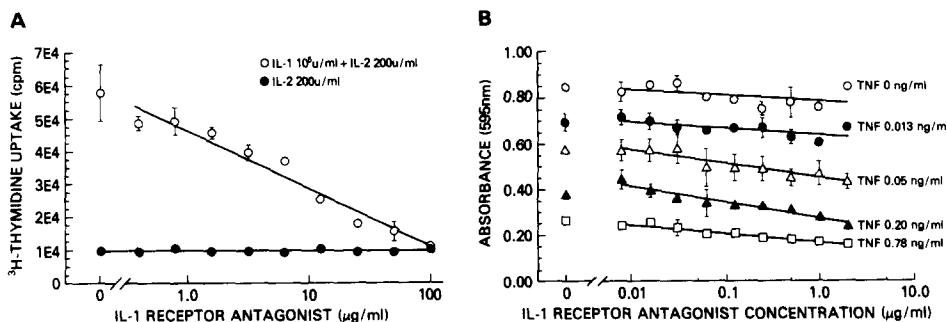 A
³H-THYMIDINE UPTAKE (cpm)
7E4
6E4
5E4
4E4
3E4
2E4
1E4
0
○ IL-1 10⁵u/ml + IL-2 200u/ml
● IL-2 200u/ml
0 1.0 10 100
IL-1 RECEPTOR ANTAGONIST (µg/ml)
B
ABSORBANCE (595nm)
1.00
0.80
0.60
0.40
0.20
0.00
TNF 0 ng/ml
TNF 0.013 ng/ml
TNF 0.05 ng/ml
TNF 0.20 ng/ml
TNF 0.78 ng/ml
0 0.01 0.1 1.0 10.0
IL-1 RECEPTOR ANTAGONIST CONCENTRATION (µg/ml)